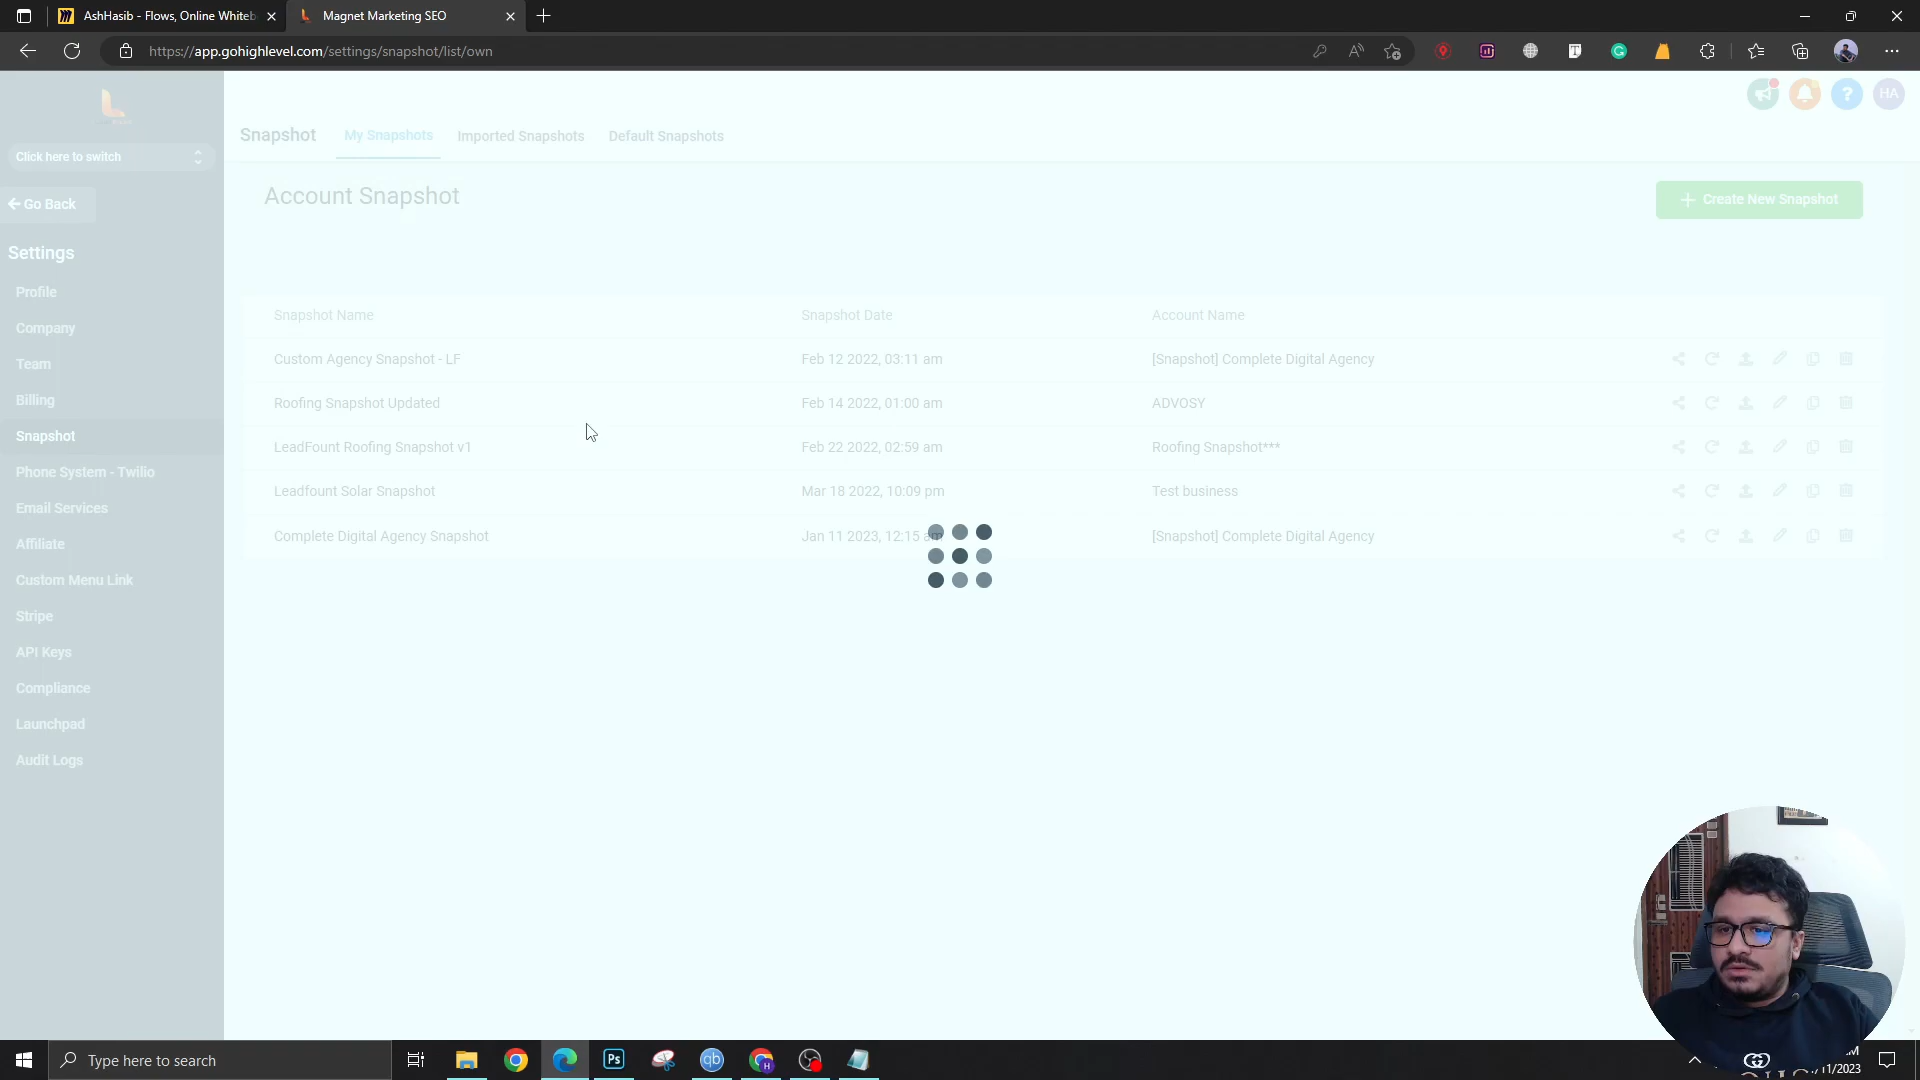 AshHasib - Flows, Online Whiteb
Magnet Marketing SEO
https://app.gohighlevel.com/settings/snapshot/list/own
HA
Click here to switch
Go Back
Settings
Profile
Company
Team
Billing
Snapshot
Phone System - Twilio
Email Services
Affiliate
Custom Menu Link
Stripe
API Keys
Compliance
Launchpad
Audit Logs
Snapshot My Snapshots Imported Snapshots Default Snapshots
Account Snapshot
+ Create New Snapshot
Snapshot Name Snapshot Date Account Name
Custom Agency Snapshot - LF Feb 12 2022, 03:11 am [Snapshot] Complete Digital Agency
Roofing Snapshot Updated Feb 14 2022, 01:00 am ADVOSY
LeadFount Roofing Snapshot v1 Feb 22 2022, 02:59 am Roofing Snapshot***
Leadfount Solar Snapshot Mar 18 2022, 10:09 pm Test business
Complete Digital Agency Snapshot Jan 11 2023, 12:15 am [Snapshot] Complete Digital Agency
Type here to search
Ps
qb
/11/2023